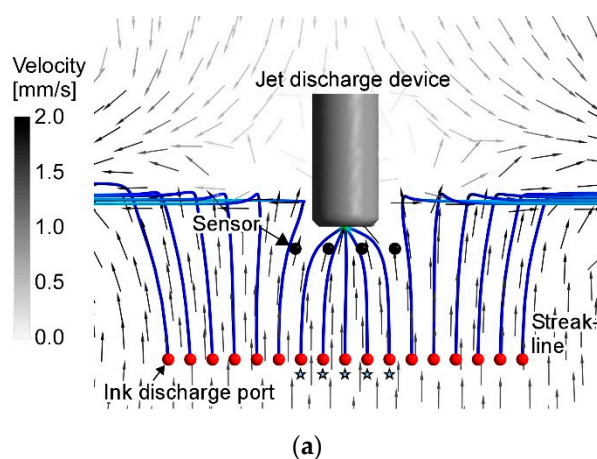 Velocity
[mm/s]
2.0
1.5
1.0
0.5
0.0
Jet discharge device
Sensor
Streak-
line
Ink discharge port
(a)